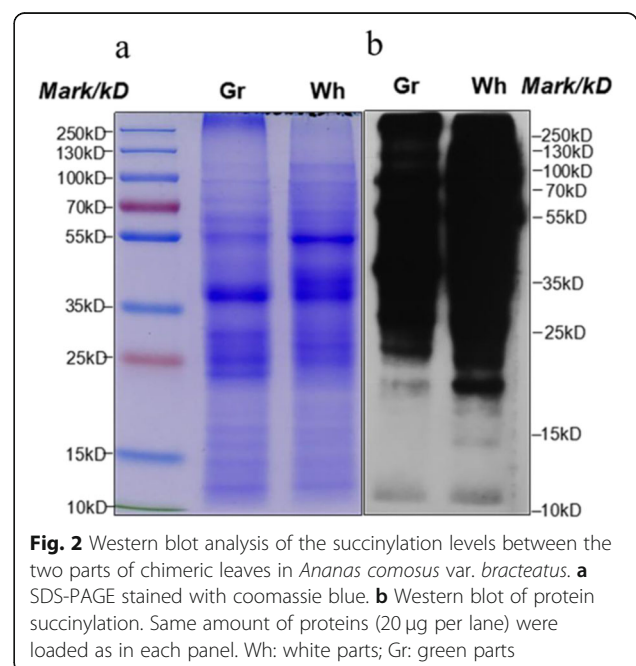 a
b
Mark/kD
Gr
Wh
Gr
Wh
Mark/kD
250kD
130kD
100kD
70kD
55kD
35kD
25kD
15kD
10kD
250kD
130kD
100kD
70kD
55kD
35kD
25kD
15kD
10kD
Fig. 2 Western blot analysis of the succinylation levels between the
two parts of chimeric leaves in Ananas comosus var. bracteatus. a
SDS-PAGE stained with coomassie blue. b Western blot of protein
succinylation. Same amount of proteins (20 μg per lane) were
loaded as in each panel. Wh: white parts; Gr: green parts